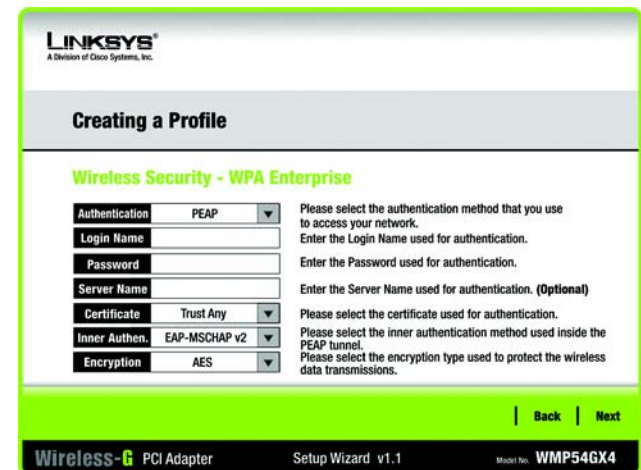 LINKSYS®
A Division of Cisco Systems, Inc.
Creating a Profile
Wireless Security - WPA Enterprise
Authentication PEAP Please select the authentication method that you use
to access your network.
Login Name Enter the Login Name used for authentication.
Password Enter the Password used for authentication.
Server Name Enter the Server Name used for authentication. (Optional)
Certificate Trust Any Please select the certificate used for authentication.
Inner Authen. EAP-MSCHAP v2 Please select the inner authentication method used inside the
PEAP tunnel.
Encryption AES Please select the encryption type used to protect the wireless
data transmissions.
Back Next
Wireless-G PCI Adapter Setup Wizard v1.1 Model No. WMP54GX4